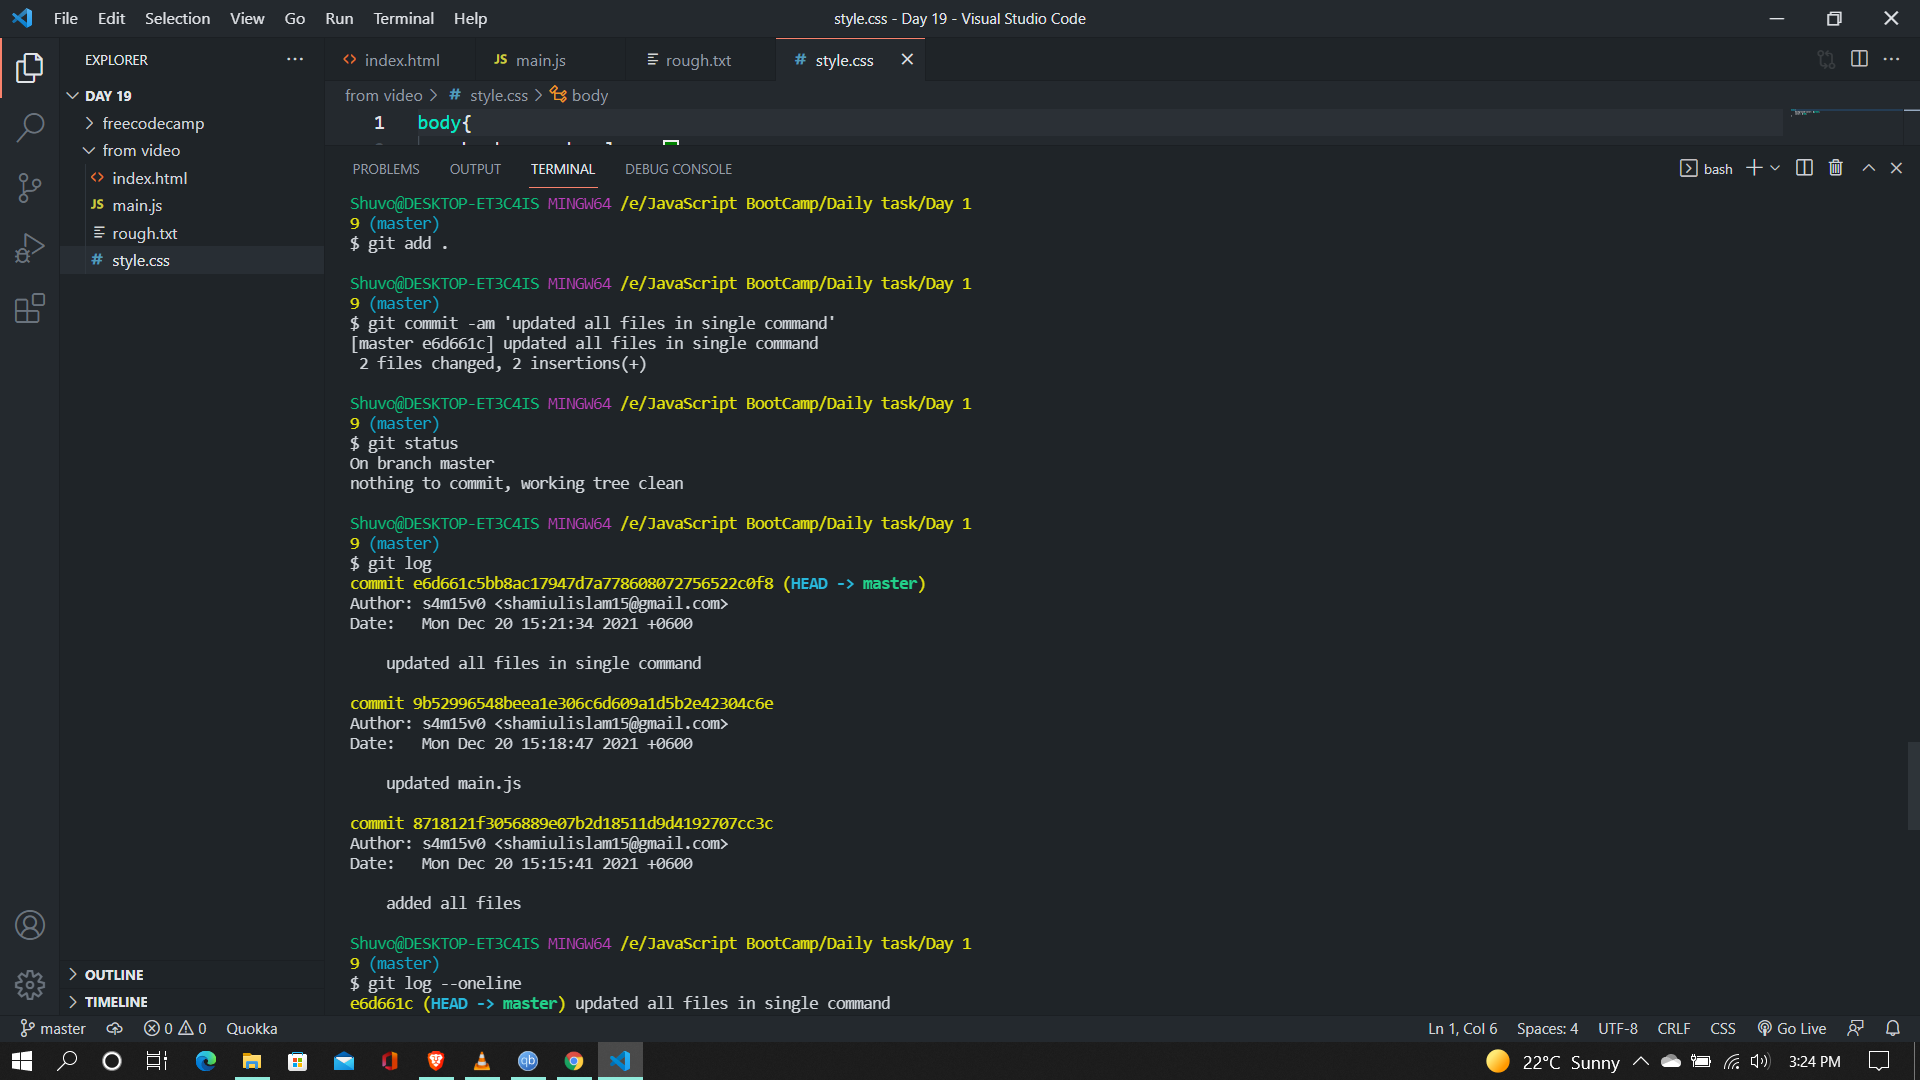 File Edit Selection View Go Run Terminal Help
style.css - Day 19 - Visual Studio Code
EXPLORER
DAY 19
freecodecamp
from video
index.html
JS main.js
rough.txt
# style.css
OUTLINE
TIMELINE
index.html
JS main.js
rough.txt
# style.css
from video > # style.css > body
1 body{
PROBLEMS OUTPUT TERMINAL DEBUG CONSOLE
bash
Shuvo@DESKTOP-ET3C4IS MINGW64 /e/JavaScript BootCamp/Daily task/Day 1
9 (master)
$ git add .
Shuvo@DESKTOP-ET3C4IS MINGW64 /e/JavaScript BootCamp/Daily task/Day 1
9 (master)
$ git commit -am 'updated all files in single command'
[master e6d661c] updated all files in single command
2 files changed, 2 insertions(+)
Shuvo@DESKTOP-ET3C4IS MINGW64 /e/JavaScript BootCamp/Daily task/Day 1
9 (master)
$ git status
On branch master
nothing to commit, working tree clean
Shuvo@DESKTOP-ET3C4IS MINGW64 /e/JavaScript BootCamp/Daily task/Day 1
9 (master)
$ git log
commit e6d661c5bb8ac17947d7a778608072756522c0f8 (HEAD -> master)
Author: s4m15v0 <shamiulislam15@gmail.com>
Date:   Mon Dec 20 15:21:34 2021 +0600
updated all files in single command
commit 9b52996548beea1e306c6d609a1d5b2e42304c6e
Author: s4m15v0 <shamiulislam15@gmail.com>
Date:   Mon Dec 20 15:18:47 2021 +0600
updated main.js
commit 8718121f3056889e07b2d18511d9d4192707cc3c
Author: s4m15v0 <shamiulislam15@gmail.com>
Date:   Mon Dec 20 15:15:41 2021 +0600
added all files
Shuvo@DESKTOP-ET3C4IS MINGW64 /e/JavaScript BootCamp/Daily task/Day 1
9 (master)
$ git log --oneline
e6d661c (HEAD -> master) updated all files in single command
master 0 0 Quokka
Ln 1, Col 6 Spaces: 4 UTF-8 CRLF CSS Go Live
22°C Sunny 3:24 PM